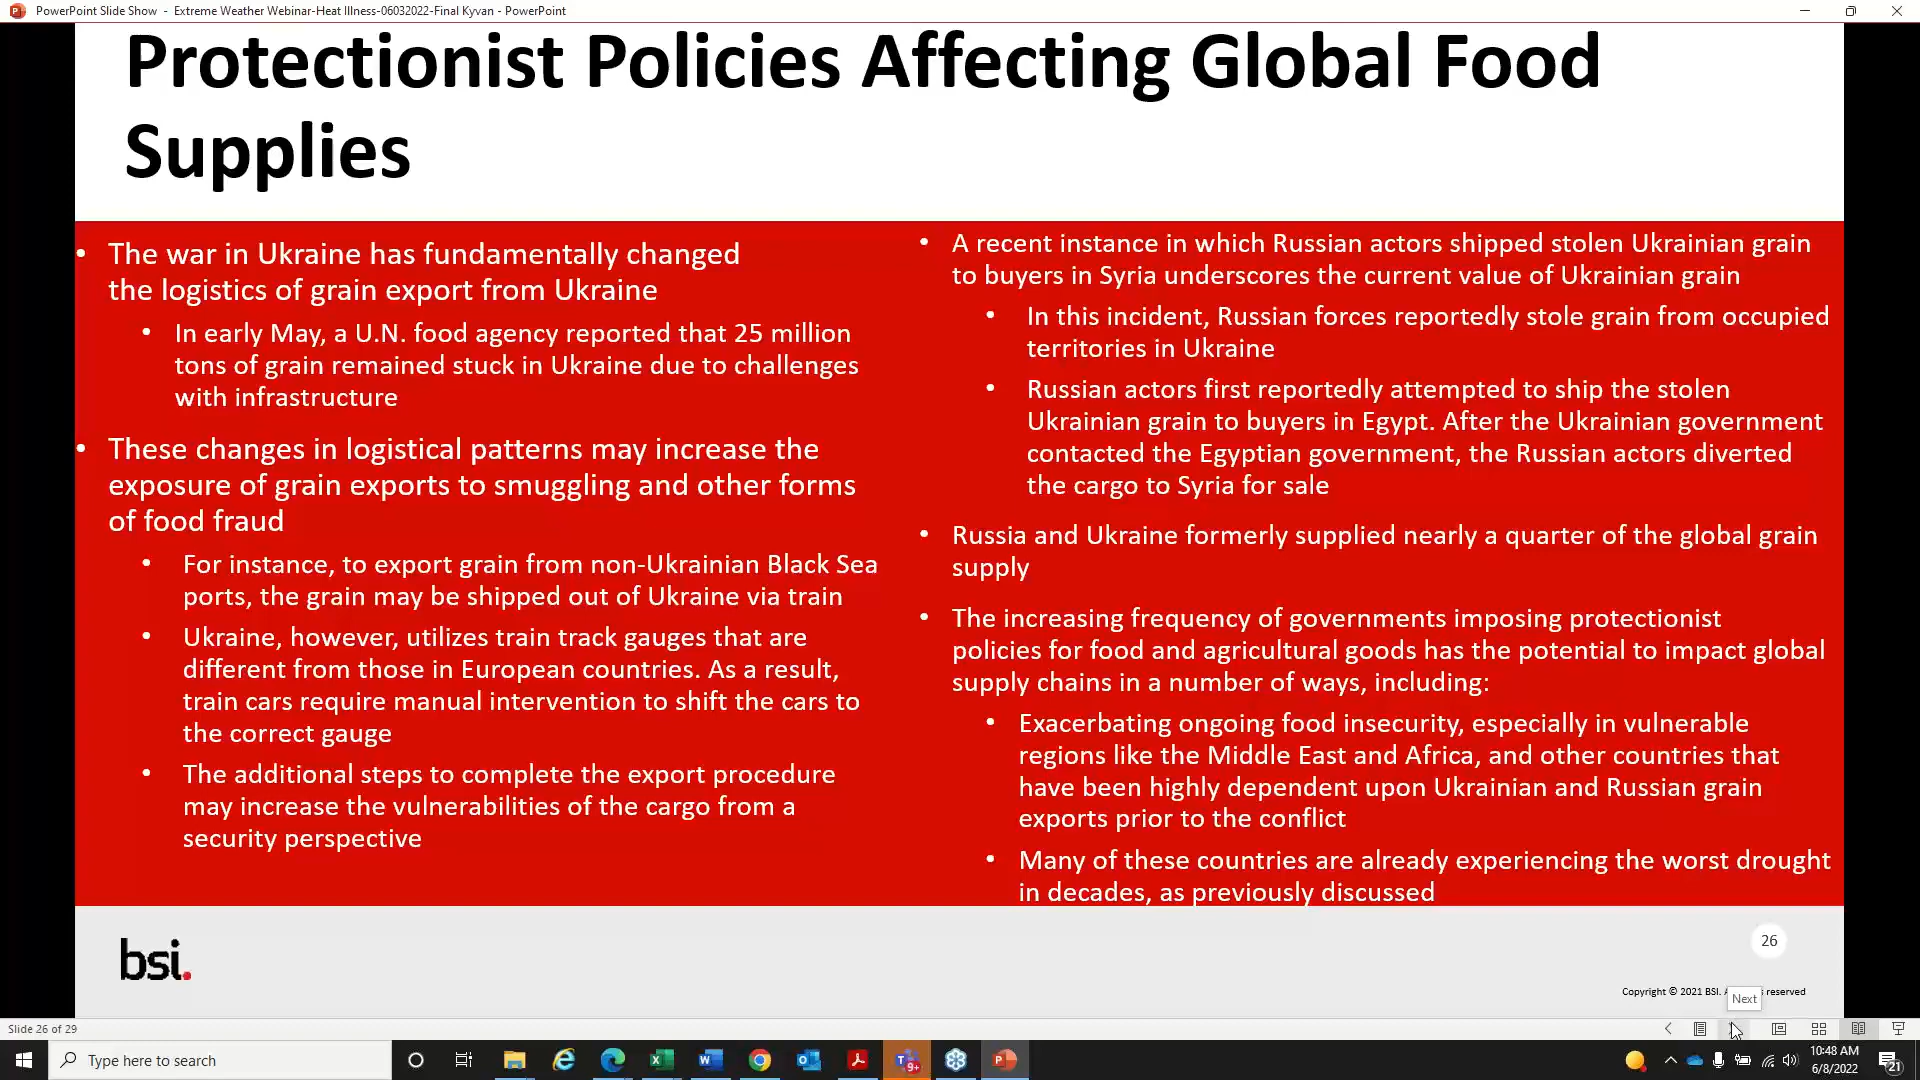 PowerPoint Slide Show - Extreme Weather Webinar-Heat Illness-06032022-Final Kyvan - PowerPoint
Protectionist Policies Affecting Global Food
Supplies
• The war in Ukraine has fundamentally changed
the logistics of grain export from Ukraine
• In early May, a U.N. food agency reported that 25 million
tons of grain remained stuck in Ukraine due to challenges
with infrastructure
• These changes in logistical patterns may increase the
exposure of grain exports to smuggling and other forms
of food fraud
• For instance, to export grain from non-Ukrainian Black Sea
ports, the grain may be shipped out of Ukraine via train
• Ukraine, however, utilizes train track gauges that are
different from those in European countries. As a result,
train cars require manual intervention to shift the cars to
the correct gauge
• The additional steps to complete the export procedure
may increase the vulnerabilities of the cargo from a
security perspective
• A recent instance in which Russian actors shipped stolen Ukrainian grain
to buyers in Syria underscores the current value of Ukrainian grain
• In this incident, Russian forces reportedly stole grain from occupied
territories in Ukraine
• Russian actors first reportedly attempted to ship the stolen
Ukrainian grain to buyers in Egypt. After the Ukrainian government
contacted the Egyptian government, the Russian actors diverted
the cargo to Syria for sale
• Russia and Ukraine formerly supplied nearly a quarter of the global grain
supply
• The increasing frequency of governments imposing protectionist
policies for food and agricultural goods has the potential to impact global
supply chains in a number of ways, including:
• Exacerbating ongoing food insecurity, especially in vulnerable
regions like the Middle East and Africa, and other countries that
have been highly dependent upon Ukrainian and Russian grain
exports prior to the conflict
• Many of these countries are already experiencing the worst drought
in decades, as previously discussed
bsi.
26
Copyright © 2021 BSI. reserved
Next
Slide 26 of 29
Type here to search
9+
10:48 AM
6/8/2022
21